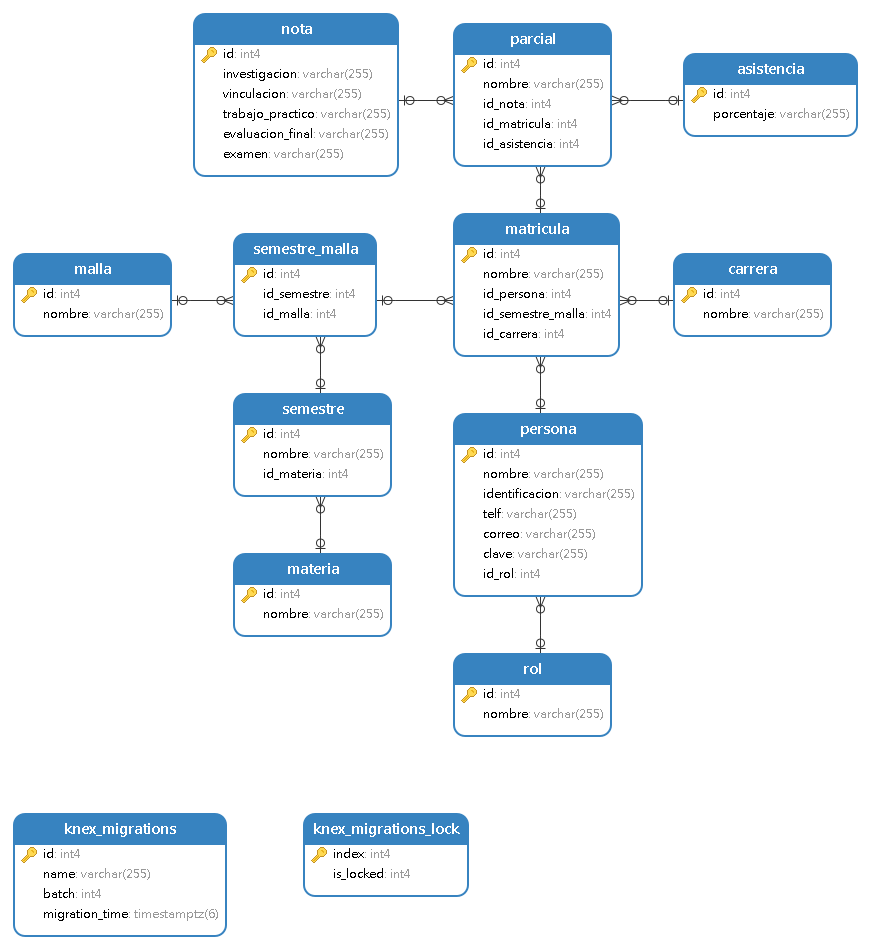 nota
id: int4
investigacion: varchar(255)
vinculacion: varchar(255)
trabajo_practico: varchar(255)
evaluacion_final: varchar(255)
examen: varchar(255)
parcial
id: int4
nombre: varchar(255)
id_nota: int4
id_matricula: int4
id_asistencia: int4
asistencia
id: int4
porcentaje: varchar(255)
malla
id: int4
nombre: varchar(255)
semestre_malla
id: int4
id_semestre: int4
id_malla: int4
matricula
id: int4
nombre: varchar(255)
id_persona: int4
id_semestre_malla: int4
id_carrera: int4
carrera
id: int4
nombre: varchar(255)
semestre
id: int4
nombre: varchar(255)
id_materia: int4
persona
id: int4
nombre: varchar(255)
identificacion: varchar(255)
telf: varchar(255)
correo: varchar(255)
clave: varchar(255)
id_rol: int4
materia
id: int4
nombre: varchar(255)
rol
id: int4
nombre: varchar(255)
knex_migrations
id: int4
name: varchar(255)
batch: int4
migration_time: timestamptz(6)
knex_migrations_lock
index: int4
is_locked: int4